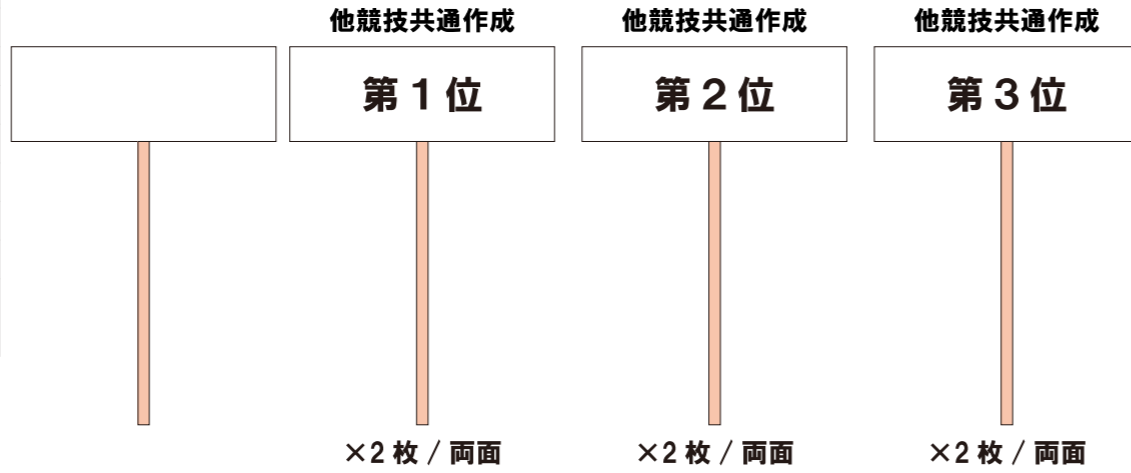 他競技共通作成 他競技共通作成 他競技共通作成
第1位 第2位 第3位
×2枚 / 両面 ×2枚 / 両面 ×2枚 / 両面